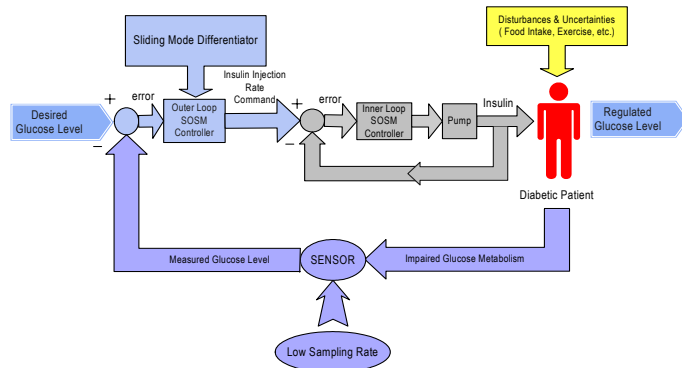 Disturbances & Uncertainties
( Food Intake, Exercise, etc.)
Sliding Mode Differentiator
Insulin Injection
Rate
Command
+
error
Desired
Glucose Level
Outer Loop
SOSM
Controller
−
+
error
Inner Loop
SOSM
Controller
Pump
Insulin
−
Regulated
Glucose Level
Diabetic Patient
Measured Glucose Level
SENSOR
Impaired Glucose Metabolism
Low Sampling Rate